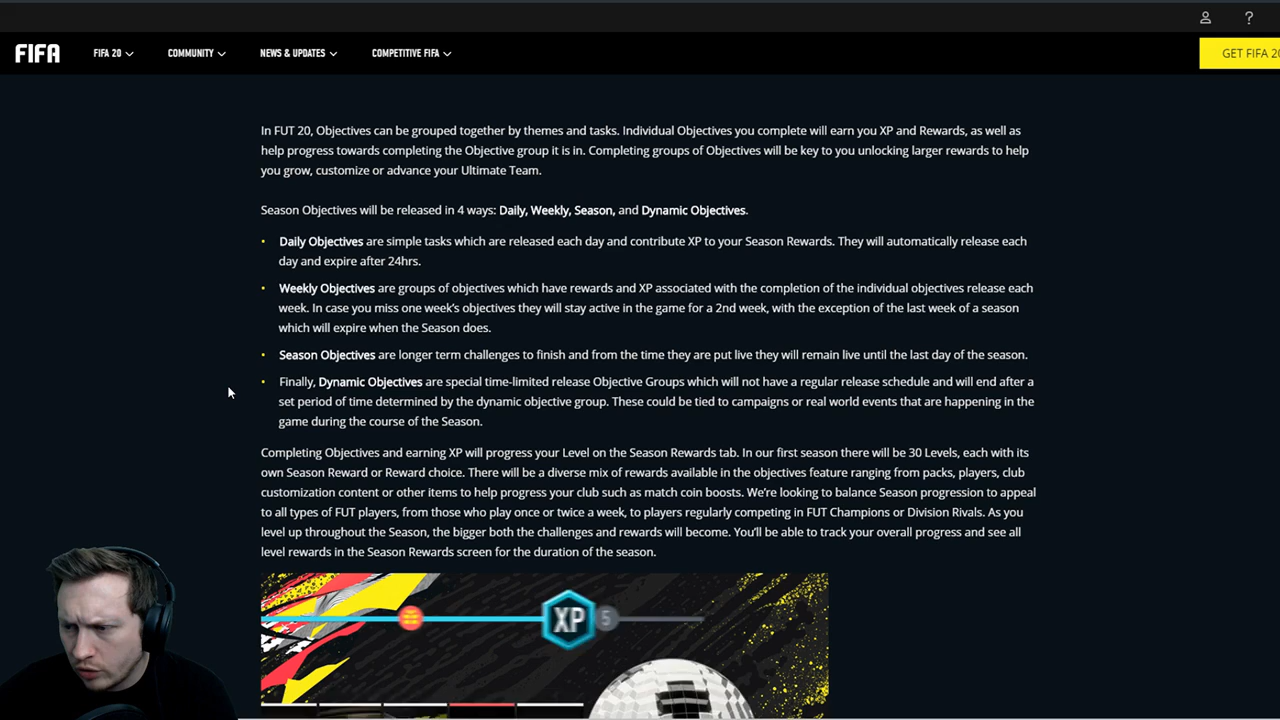 ?
FIFA
FIFA 20
COMMUNITY
NEWS & UPDATES
COMPETITIVE FIFA
GET FIFA 20
In FUT 20, Objectives can be grouped together by themes and tasks. Individual Objectives you complete will earn you XP and Rewards, as well as
help progress towards completing the Objective group it is in. Completing groups of Objectives will be key to you unlocking larger rewards to help
you grow, customize or advance your Ultimate Team.
Season Objectives will be released in 4 ways: Daily, Weekly, Season, and Dynamic Objectives.
• Daily Objectives are simple tasks which are released each day and contribute XP to your Season Rewards. They will automatically release each
day and expire after 24hrs.
• Weekly Objectives are groups of objectives which have rewards and XP associated with the completion of the individual objectives release each
week. In case you miss one week's objectives they will stay active in the game for a 2nd week, with the exception of the last week of a season
which will expire when the Season does.
• Season Objectives are longer term challenges to finish and from the time they are put live they will remain live until the last day of the season.
• Finally, Dynamic Objectives are special time-limited release Objective Groups which will not have a regular release schedule and will end after a
set period of time determined by the dynamic objective group. These could be tied to campaigns or real world events that are happening in the
game during the course of the Season.
Completing Objectives and earning XP will progress your Level on the Season Rewards tab. In our first season there will be 30 Levels, each with its
own Season Reward or Reward choice. There will be a diverse mix of rewards available in the objectives feature ranging from packs, players, club
customization content or other items to help progress your club such as match coin boosts. We're looking to balance Season progression to appeal
to all types of FUT players, from those who play once or twice a week, to players regularly competing in FUT Champions or Division Rivals. As you
level up throughout the Season, the bigger both the challenges and rewards will become. You'll be able to track your overall progress and see all
level rewards in the Season Rewards screen for the duration of the season.
XP 5